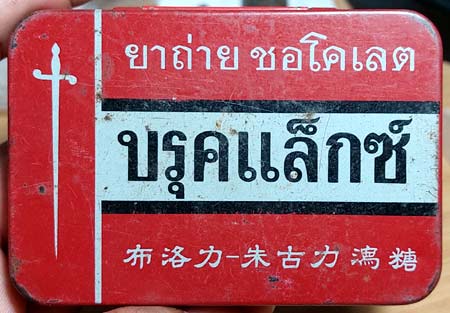 ยาถ่าย ชอโคเลต
บรุคแล็กซ์
布洛力-朱古力瀉糖